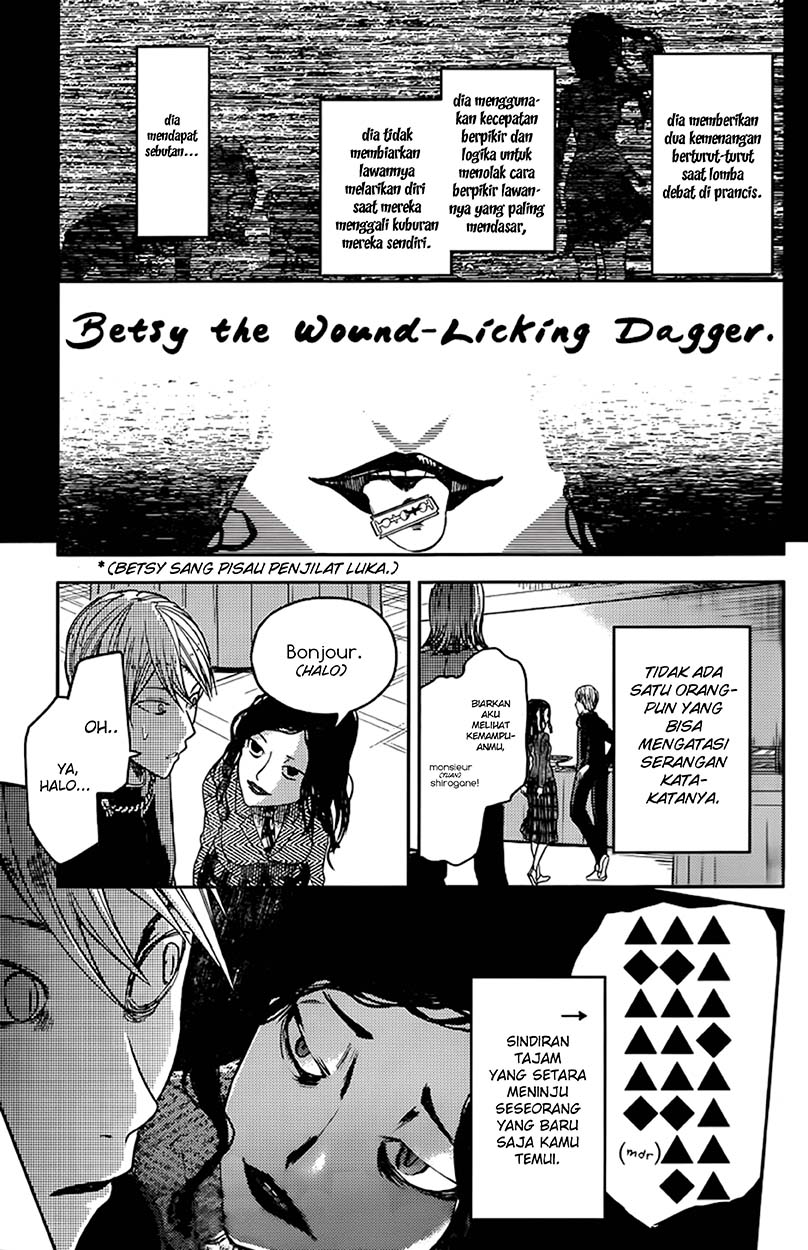 dia memberikan
dua kemenangan
berturut-turut
saat lomba
debat di prancis.
dia mengguna-
kan kecepatan
berpikir dan
logika untuk
menolak cara
berpikir lawan-
nya yang paling
mendasar,
dia tidak
membiarkan
lawannya
melarikan diri
saat mereka
menggali kuburan
mereka sendiri.
dia
mendapat
sebutan...
Betsy the Wound-Licking Dagger.
*(BETSY SANG PISAU PENJILAT LUKA.)
TIDAK ADA
SATU ORANG-
PUN YANG
BISA
MENGATASI
SERANGAN
KATA-
KATANYA.
BIARKAN
AKU
MELIHAT
KEMAMPU-
ANMU,
monsieur
(TUAN)
shirogane!
Bonjour.
(HALO)
OH..
YA,
HALO...
(mdr)
→
SINDIRAN
TAJAM
YANG SETARA
MENINJU
SESEORANG
YANG BARU
SAJA KAMU
TEMUI.